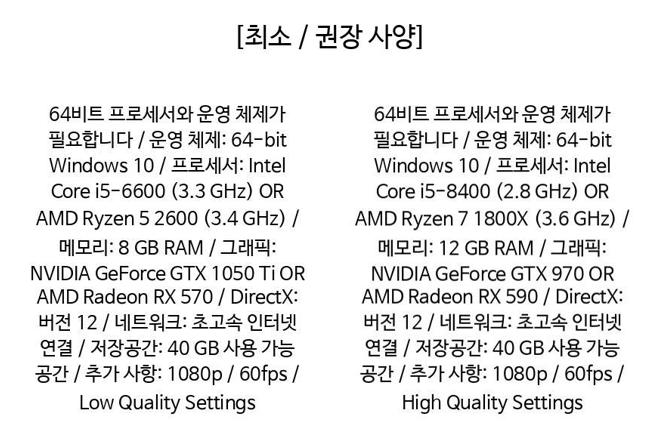 [최소 / 권장 사양]
64비트 프로세서와 운영 체제가
필요합니다 / 운영 체제: 64-bit
Windows 10 / 프로세서: Intel
Core i5-6600 (3.3 GHz) OR
AMD Ryzen 5 2600 (3.4 GHz) /
메모리: 8 GB RAM / 그래픽:
NVIDIA GeForce GTX 1050 Ti OR
AMD Radeon RX 570 / DirectX:
버전 12 / 네트워크: 초고속 인터넷
연결 / 저장공간: 40 GB 사용 가능
공간 / 추가 사항: 1080p / 60fps /
Low Quality Settings
64비트 프로세서와 운영 체제가
필요합니다 / 운영 체제: 64-bit
Windows 10 / 프로세서: Intel
Core i5-8400 (2.8 GHz) OR
AMD Ryzen 7 1800X (3.6 GHz) /
메모리: 12 GB RAM / 그래픽:
NVIDIA GeForce GTX 970 OR
AMD Radeon RX 590 / DirectX:
버전 12 / 네트워크: 초고속 인터넷
연결 / 저장공간: 40 GB 사용 가능
공간 / 추가 사항: 1080p / 60fps /
High Quality Settings